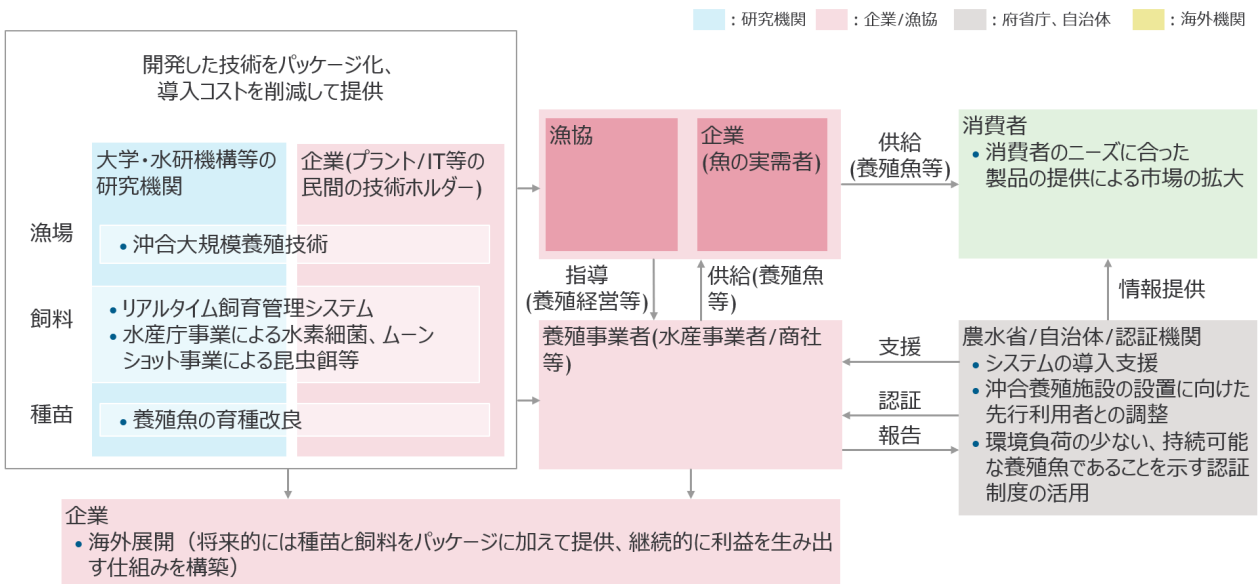 ：研究機関
：企業/漁協
：府省庁、自治体
：海外機関
開発した技術をパッケージ化、
導入コストを削減して提供
大学・水研機構等の
研究機関
企業(プラント/IT等の
民間の技術ホルダー)
漁場
• 沖合大規模養殖技術
飼料
• リアルタイム飼育管理システム
• 水産庁事業による水素細菌、ムーン
ショット事業による昆虫餌等
種苗
• 養殖魚の育種改良
漁協
企業
(魚の実需者)
供給
(養殖魚等)
消費者
• 消費者のニーズに合った
製品の提供による市場の拡大
指導
(養殖経営等)
供給(養殖魚
等)
情報提供
養殖事業者(水産事業者/商社
等)
支援
認証
報告
農水省/自治体/認証機関
• システムの導入支援
• 沖合養殖施設の設置に向けた
先行利用者との調整
• 環境負荷の少ない、持続可能
な養殖魚であることを示す認証
制度の活用
企業
• 海外展開（将来的には種苗と飼料をパッケージに加えて提供、継続的に利益を生み出
す仕組みを構築）